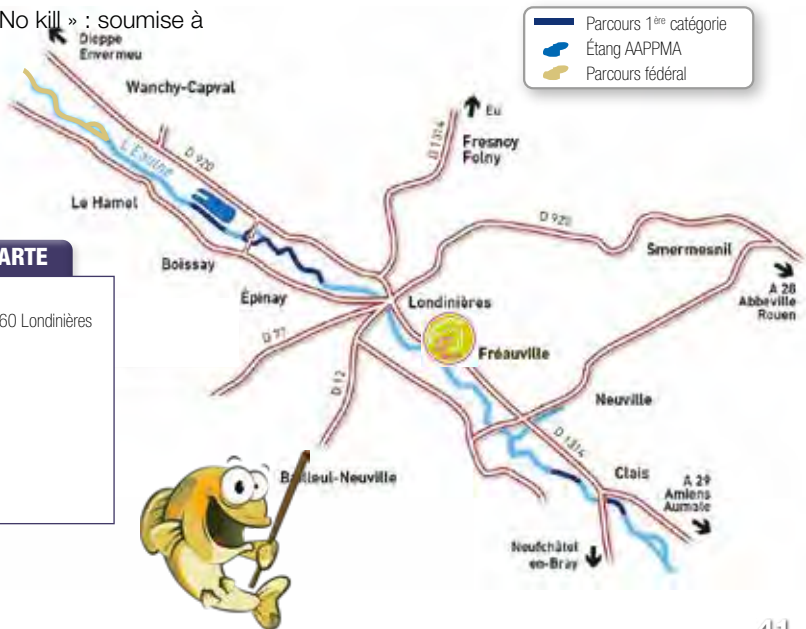 No kill » : soumise à
Parcours 1ère catégorie
Étang AAPPMA
Parcours fédéral
Dieppe
Envermeu
Wanchy-Capval
Eu
D 1314
Fresnoy
Folny
L'Eaulne
D 920
Le Hamel
D 920
Smermesnil
Boissay
A 28
Abbeville
Rouen
ARTE
Épinay
Londinières
60 Londinières
D 77
Fréauville
D 12
Neuville
D 1314
Bailleul-Neuville
Clais
A 29
Amiens
Aumale
Neufchâtel
en-Bray